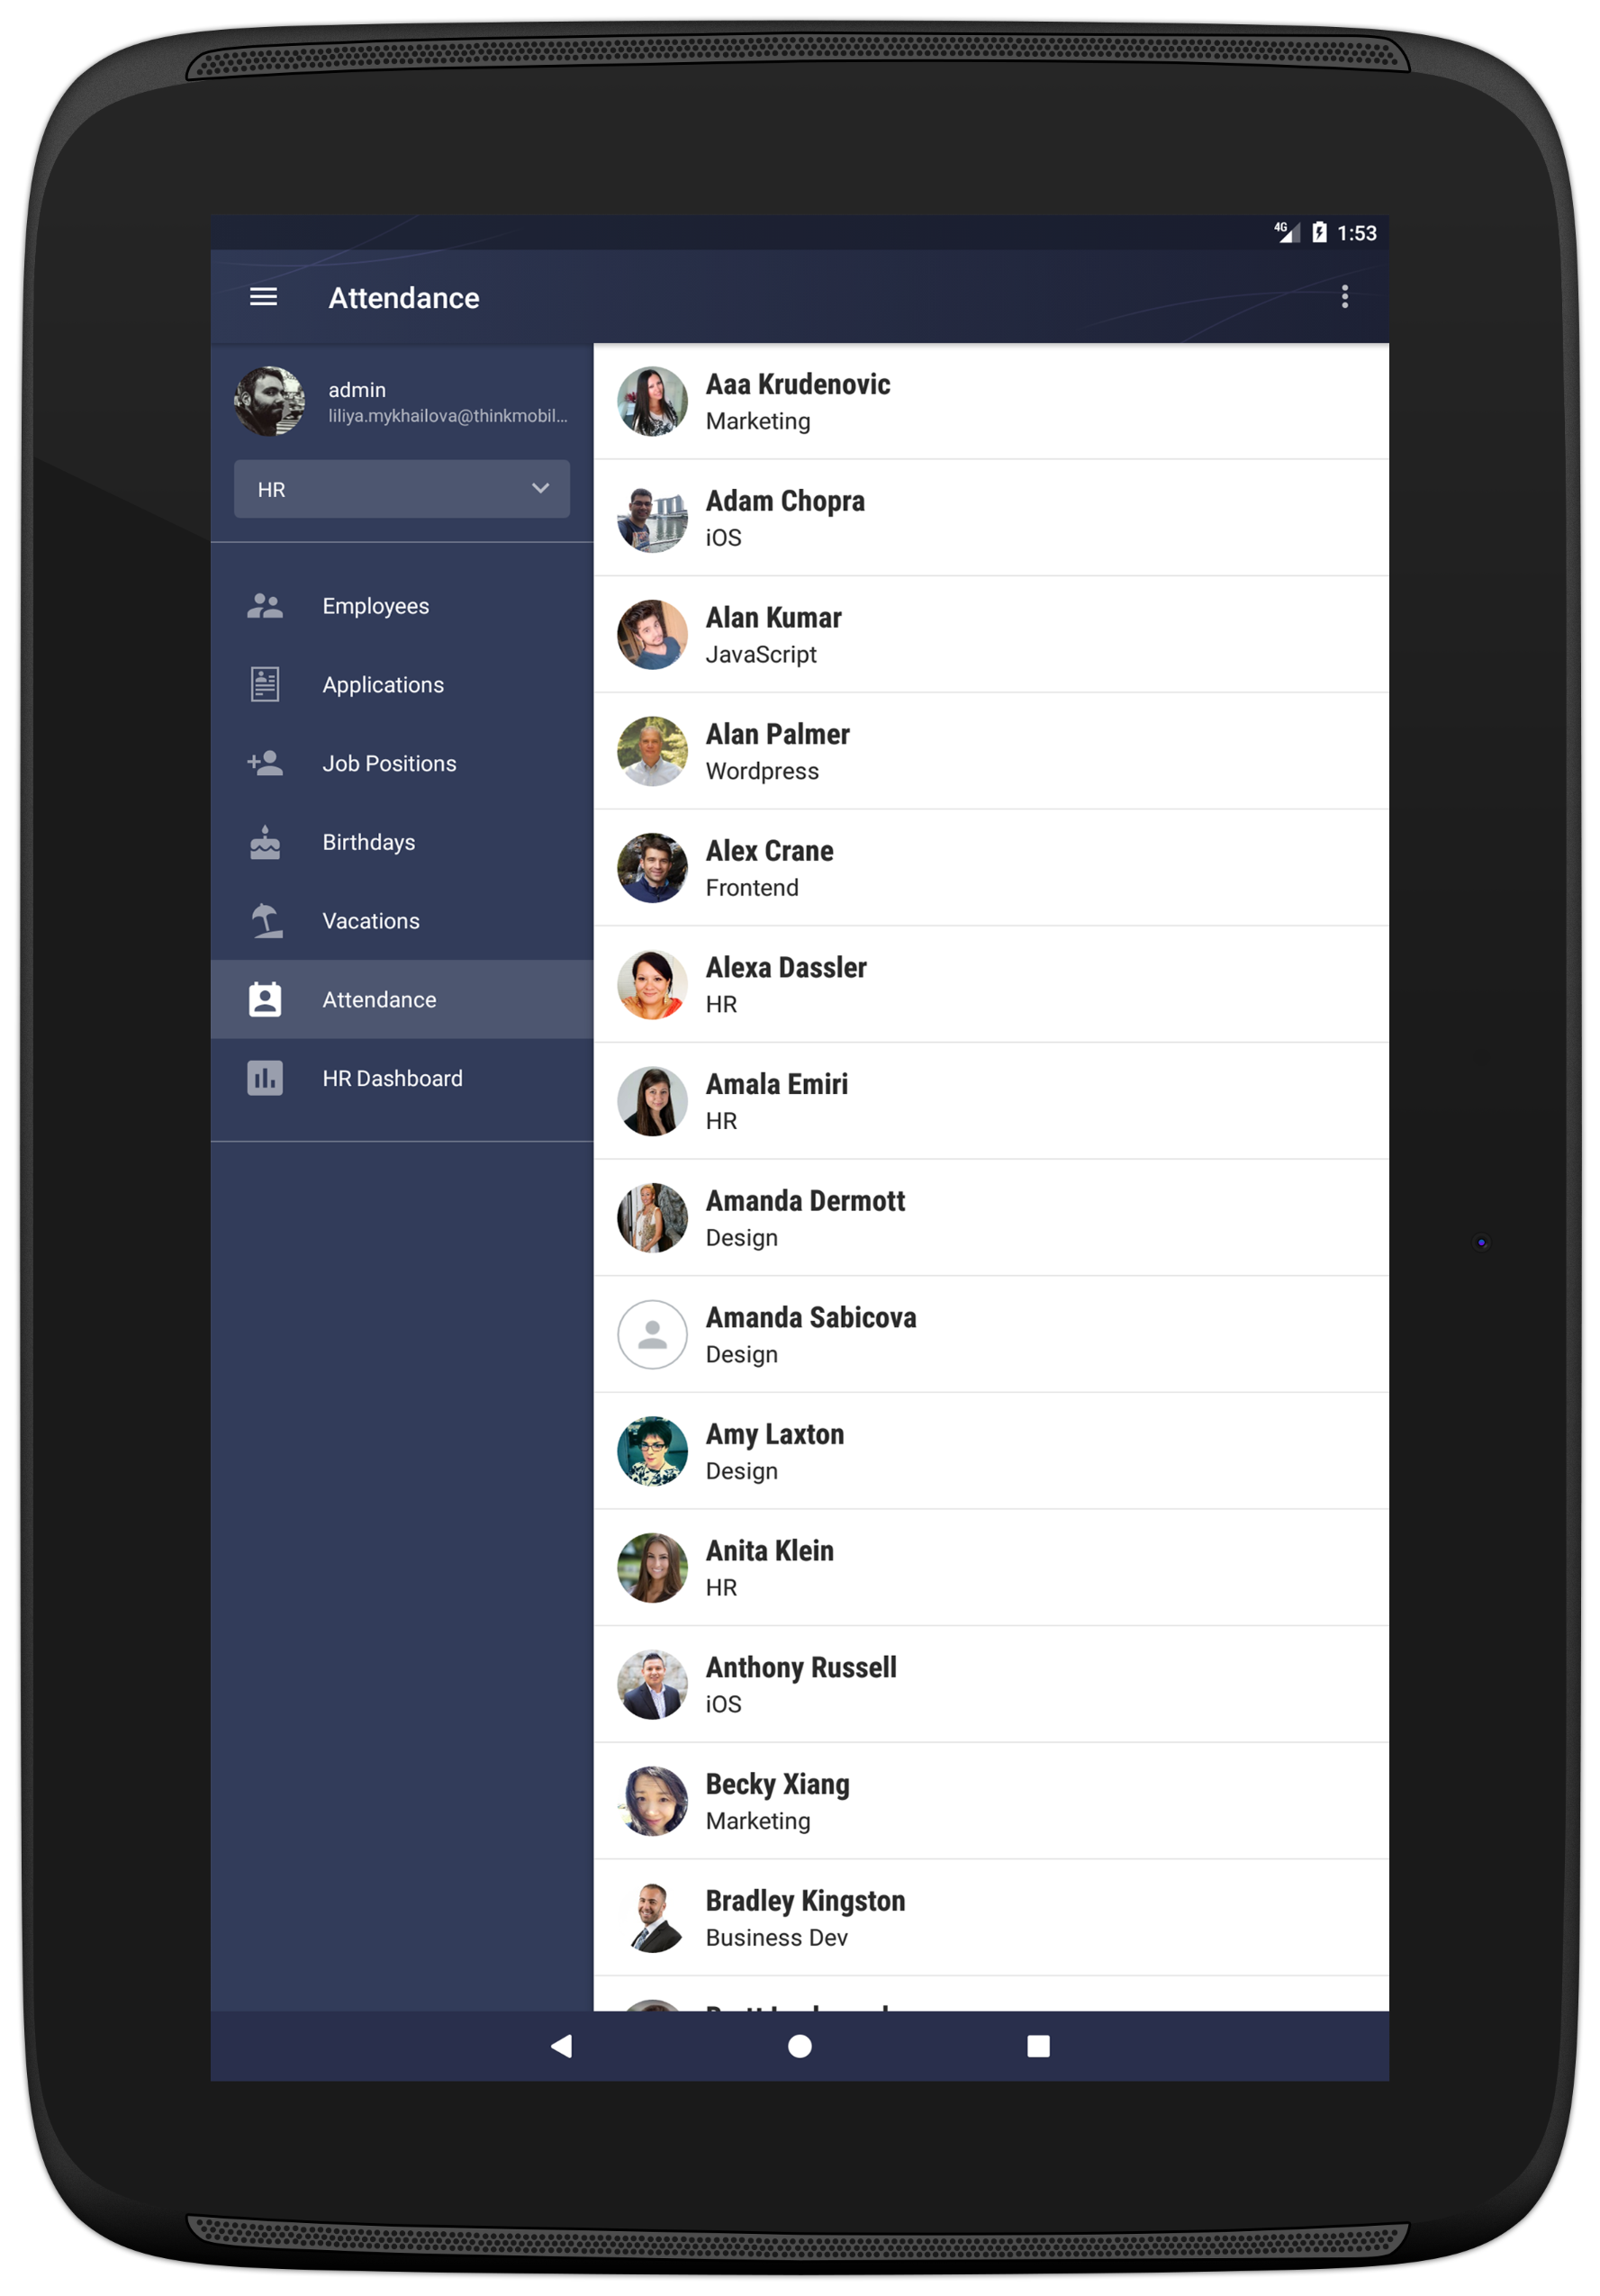 4G 1:53
Attendance
admin
liliya.mykhailova@thinkmobil...
HR
Employees
Applications
Job Positions
Birthdays
Vacations
Attendance
HR Dashboard
Aaa Krudenovic
Marketing
Adam Chopra
iOS
Alan Kumar
JavaScript
Alan Palmer
Wordpress
Alex Crane
Frontend
Alexa Dassler
HR
Amala Emiri
HR
Amanda Dermott
Design
Amanda Sabicova
Design
Amy Laxton
Design
Anita Klein
HR
Anthony Russell
iOS
Becky Xiang
Marketing
Bradley Kingston
Business Dev